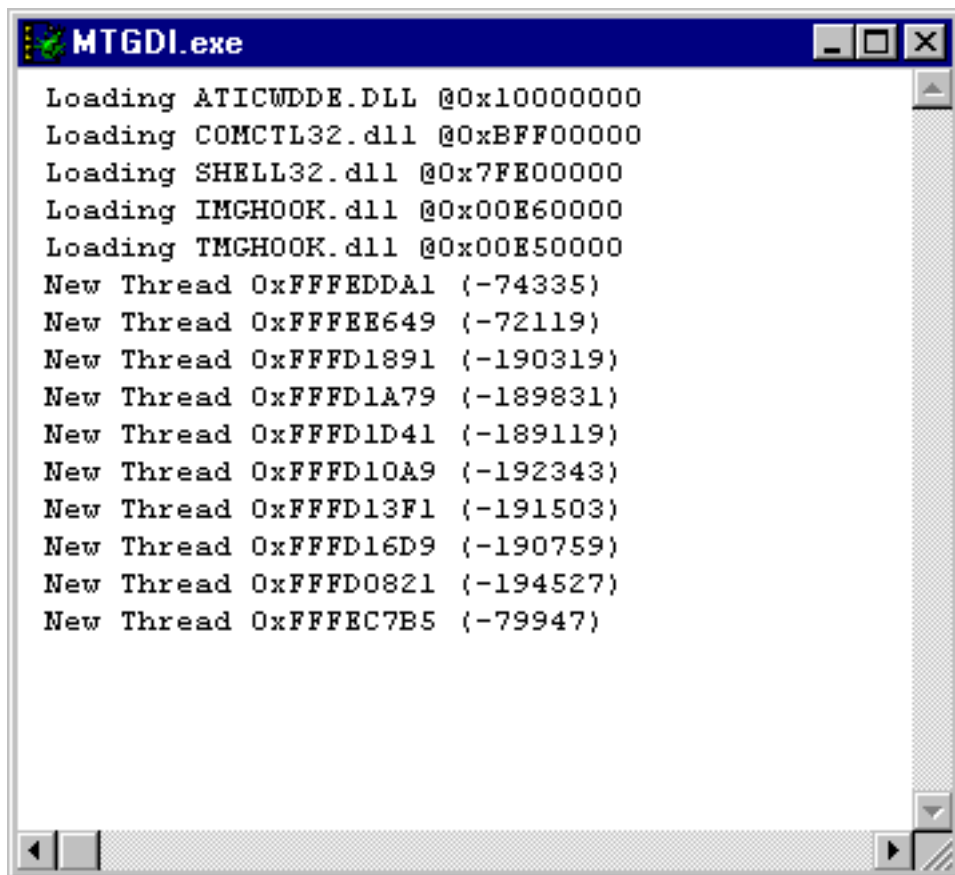 MTGDI.exe
Loading ATICWDDE.DLL @0x10000000
Loading COMCTL32.dll @0xBFF00000
Loading SHELL32.dll @0x7FE00000
Loading IMGHOOK.dll @0x00E60000
Loading TMGHOOK.dll @0x00E50000
New Thread 0xFFFEDDA1 (-74335)
New Thread 0xFFFEE649 (-72119)
New Thread 0xFFFD1891 (-190319)
New Thread 0xFFFD1A79 (-189831)
New Thread 0xFFFD1D41 (-189119)
New Thread 0xFFFD10A9 (-192343)
New Thread 0xFFFD13F1 (-191503)
New Thread 0xFFFD16D9 (-190759)
New Thread 0xFFFD0821 (-194527)
New Thread 0xFFFEC7B5 (-79947)